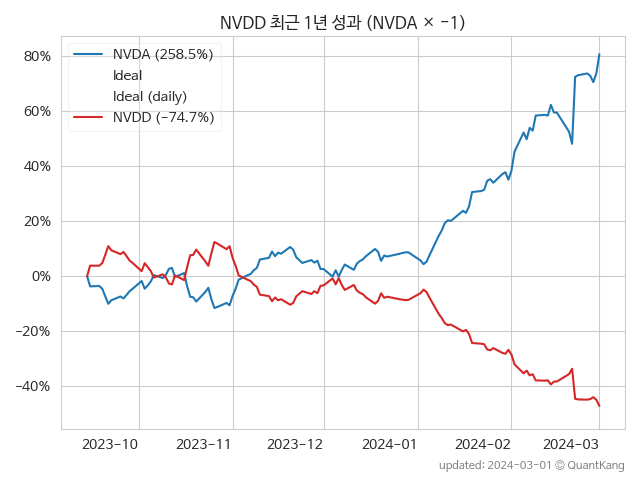 NVDD 최근 1년 성과 (NVDA × −1)
NVDA (258.5%)
Ideal
Ideal (daily)
NVDD (−74.7%)
80%
60%
40%
20%
0%
−20%
−40%
2023−10
2023−11
2023−12
2024−01
2024−02
2024−03
updated: 2024−03−01 © QuantKang